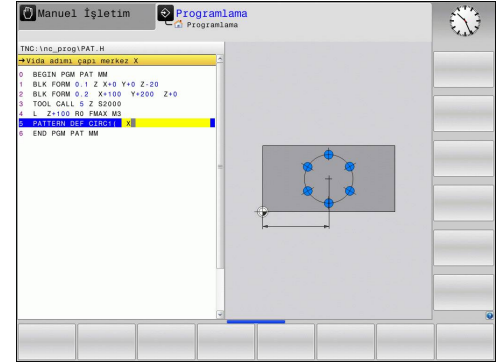 Manuel İşletim
Programlama
Programlama
TNC:\nc_prog\PAT.H
→Vida adımı çapı merkez X
0 BEGIN PGM PAT MM
1 BLK FORM 0.1 Z X+0 Y+0 Z-20
2 BLK FORM 0.2 X+100 Y+200 Z+0
3 TOOL CALL 5 Z S2000
4 L Z+100 R0 FMAX M3
5 PATTERN DEF CIRC1( X
6 END PGM PAT MM